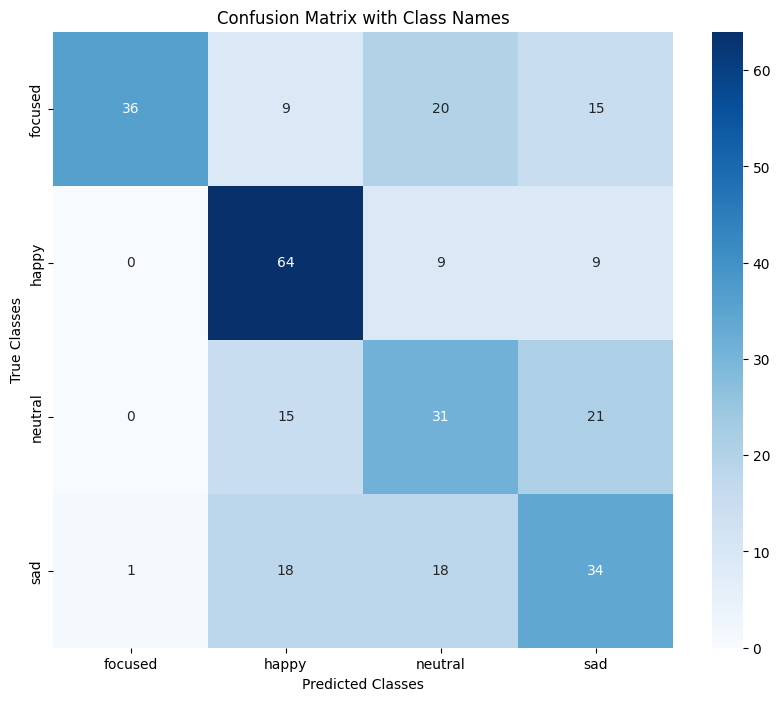 Confusion Matrix with Class Names
True Classes
focused
36 9 20 15
happy
0 64 9 9
neutral
0 15 31 21
sad
1 18 18 34
focused happy neutral sad
Predicted Classes
60
50
40
30
20
10
0